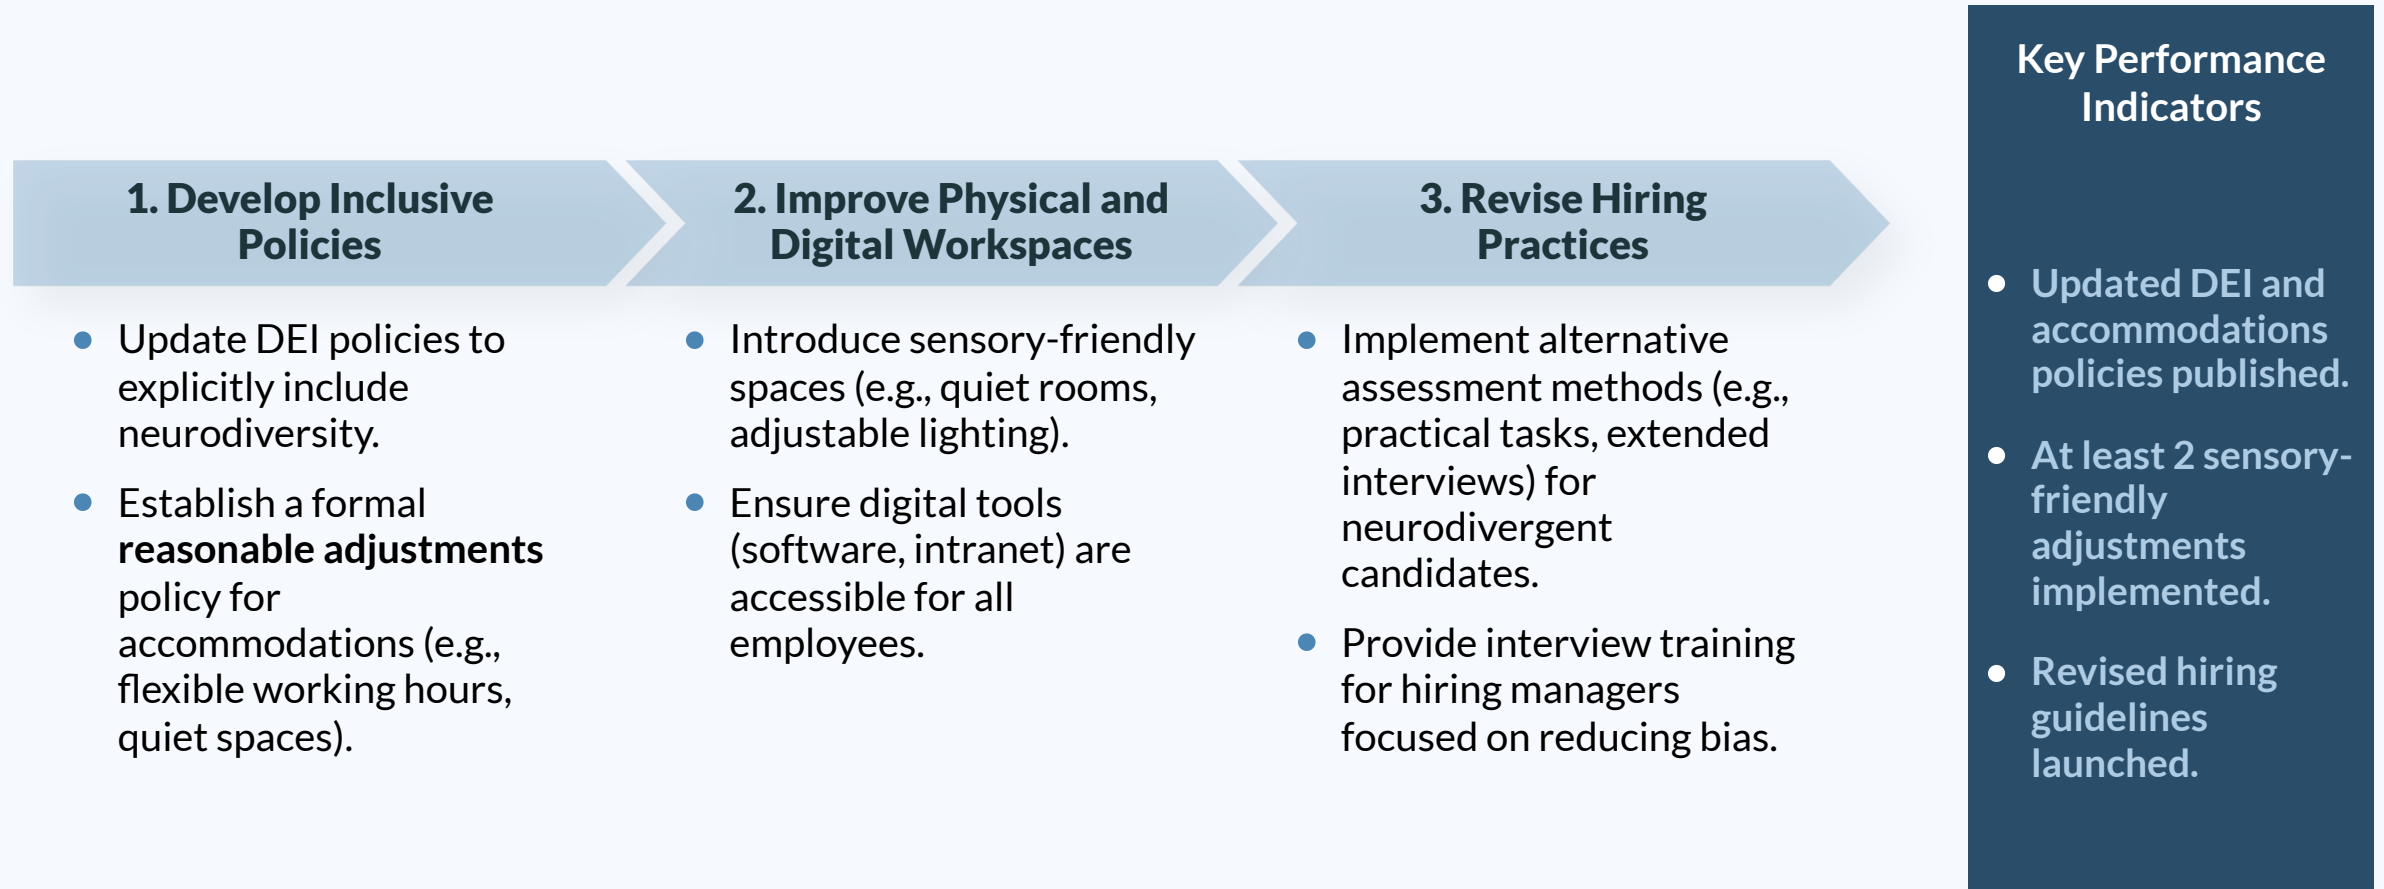 1. Develop Inclusive
Policies
Update DEI policies to
explicitly include
neurodiversity.
Establish a formal
reasonable adjustments
policy for
accommodations (e.g.,
flexible working hours,
quiet spaces).
2. Improve Physical and
Digital Workspaces
Introduce sensory-friendly
spaces (e.g., quiet rooms,
adjustable lighting).
Ensure digital tools
(software, intranet) are
accessible for all
employees.
3. Revise Hiring
Practices
Implement alternative
assessment methods (e.g.,
practical tasks, extended
interviews) for
neurodivergent
candidates.
Provide interview training
for hiring managers
focused on reducing bias.
Key Performance
Indicators
Updated DEI and
accommodations
policies published.
At least 2 sensory-
friendly
adjustments
implemented.
Revised hiring
guidelines
launched.